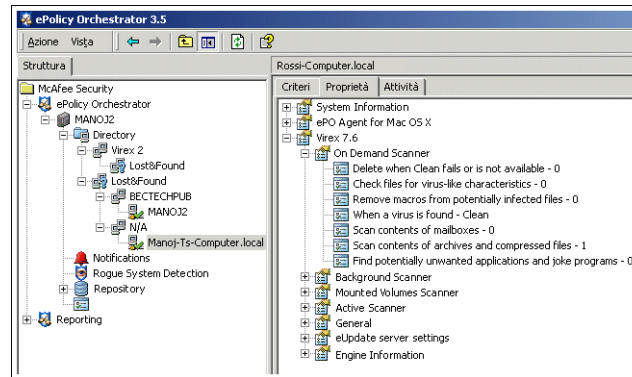 ePolicy Orchestrator 3.5
Azione Vista
Struttura
McAfee Security
ePolicy Orchestrator
MANOJ2
Directory
Virex 2
Lost&Found
Lost&Found
BECTECHPUB
MANOJ2
N/A
Manoj-Ts-Computer.local
Notifications
Rogue System Detection
Repository
Reporting
Rossi-Computer.local
Criteri Proprietà Attività
System Information
ePO Agent for Mac OS X
Virex 7.6
On Demand Scanner
Delete when Clean fails or is not available - 0
Check files for virus-like characteristics - 0
Remove macros from potentially infected files - 0
When a virus is found - Clean
Scan contents of mailboxes - 0
Scan contents of archives and compressed files - 1
Find potentially unwanted applications and joke programs - 0
Background Scanner
Mounted Volumes Scanner
Active Scanner
General
eUpdate server settings
Engine Information